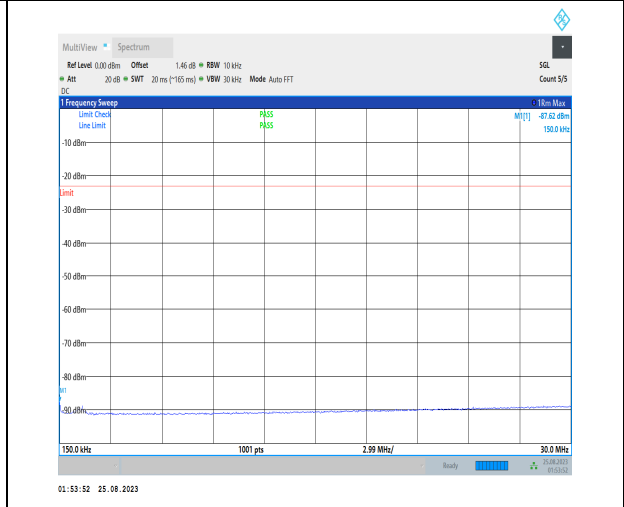 MultiView Spectrum
Ref Level 0.00 dBm Offset 1.46 dB RBW 10 kHz SGL
Att 20 dB SWT 20 ms (~165 ms) VBW 30 kHz Mode Auto FFT Count 5/5
DC
1 Frequency Sweep 1Rm Max
Limit Check PASS M1[1] -87.62 dBm
Line Limit PASS 150.0 kHz
-10 dBm
-20 dBm
Limit
-30 dBm
-40 dBm
-50 dBm
-60 dBm
-70 dBm
-80 dBm
M1
-90 dBm
150.0 kHz 1001 pts 2.99 MHz/ 30.0 MHz
Ready 25.08.2023
01:53:52
01:53:52 25.08.2023